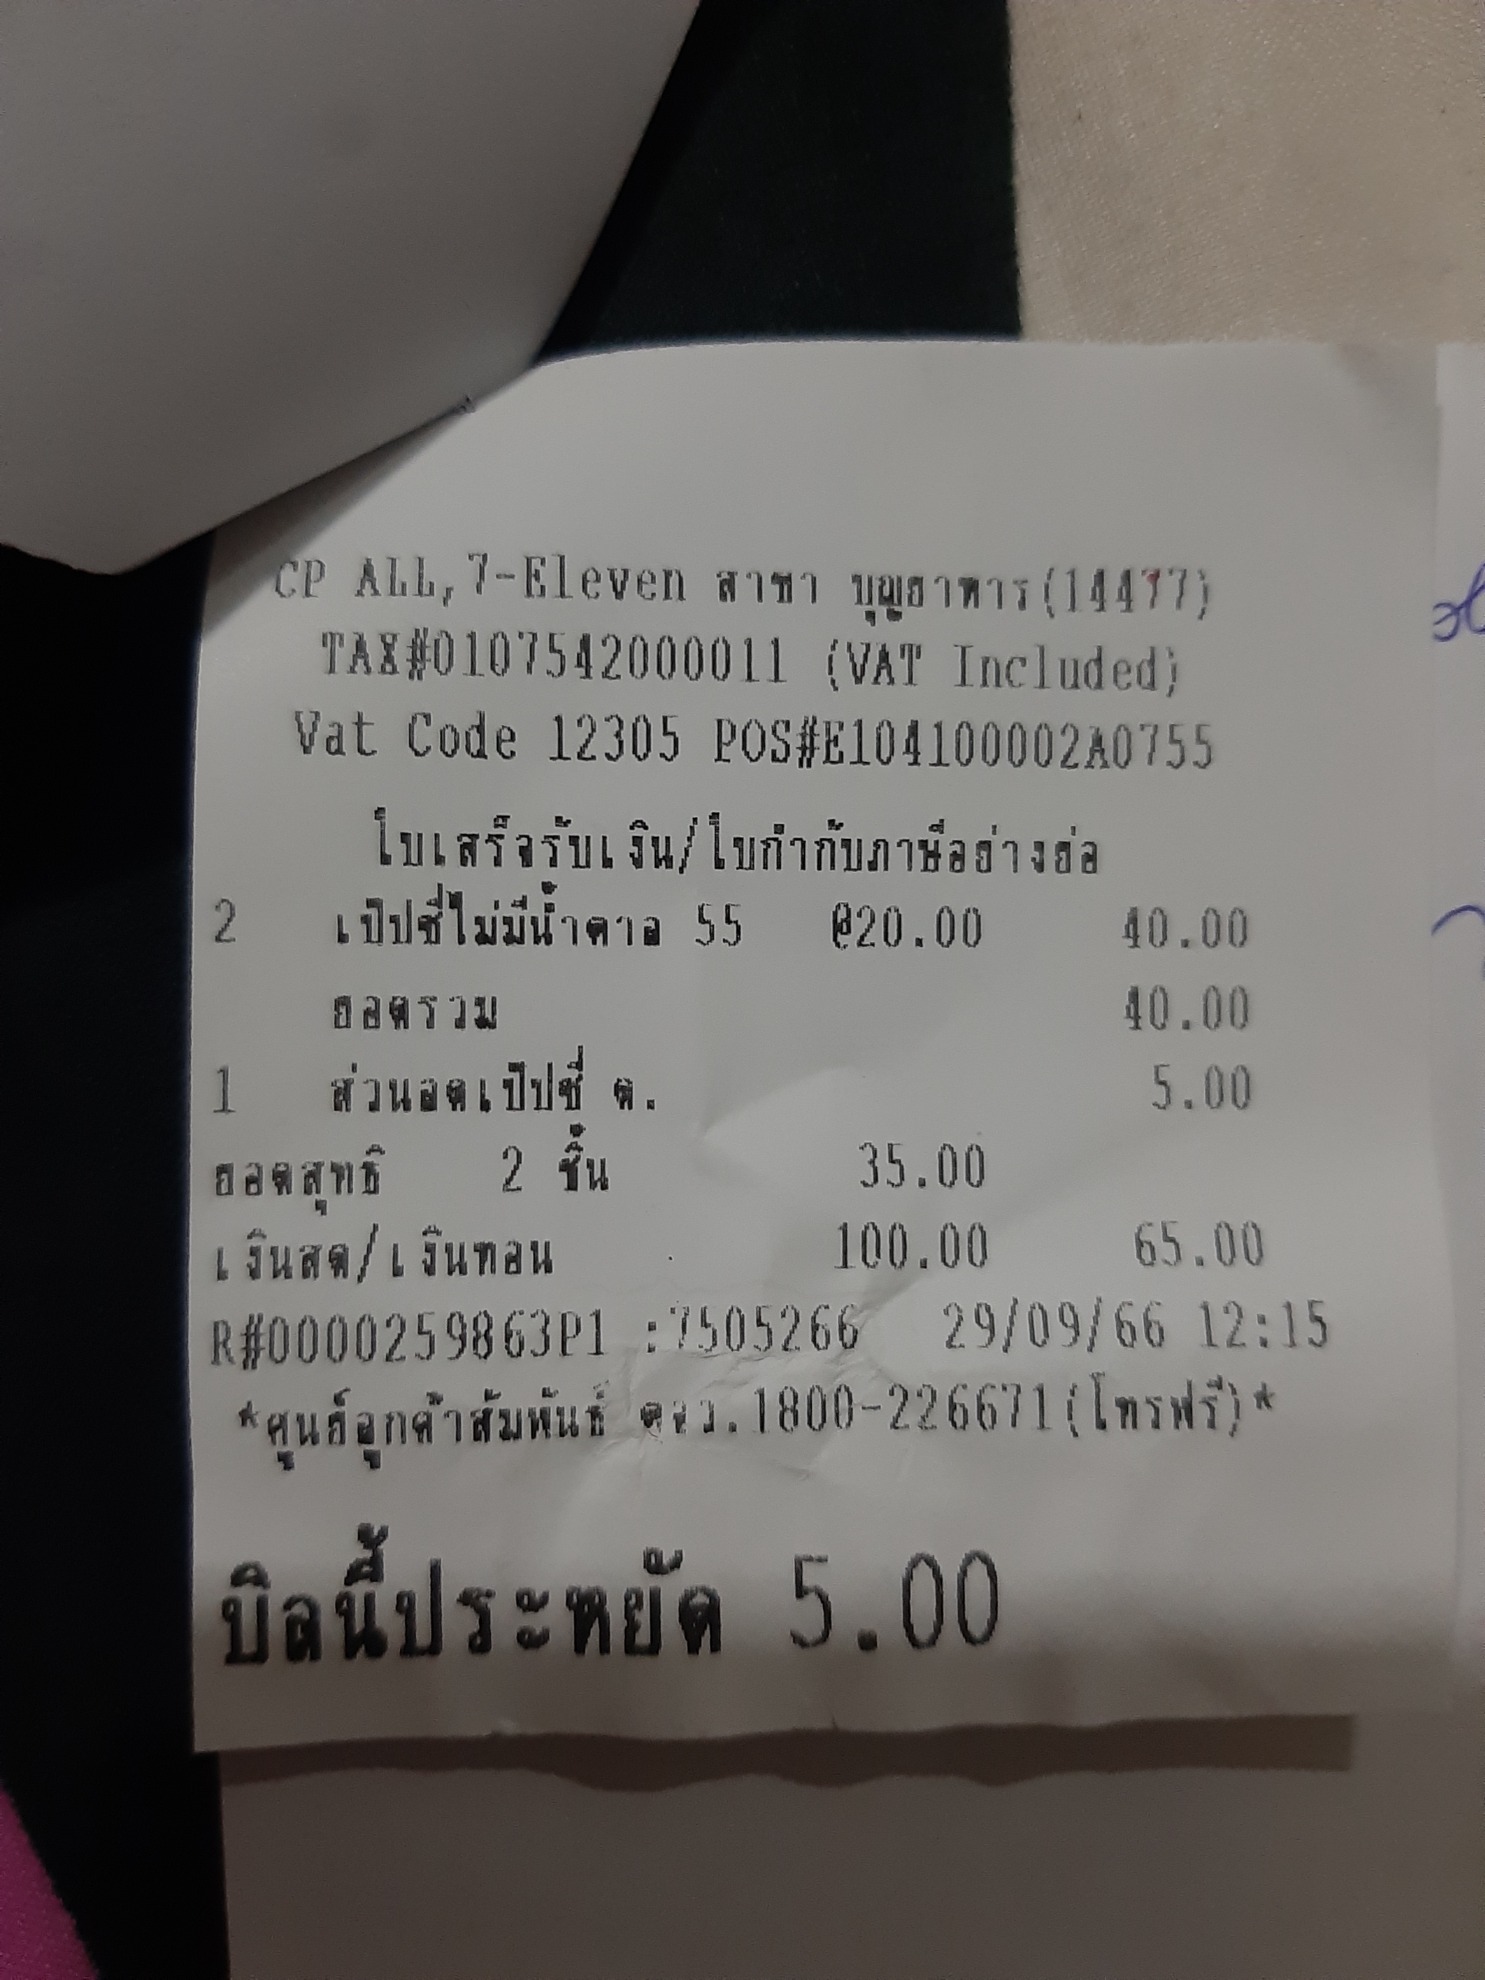 CP ALL,7-Eleven สาขา บุญยาหาร(14477)
TAX#0107542000011 (VAT Included)
Vat Code 12305 POS#E104100002A0755
ใบเสร็จรับเงิน/ใบกำกับภาษีอย่างย่อ
2 เป๊ปซี่ไม่มีน้ำตาล 55 @20.00 40.00
ยอดรวม 40.00
1 ส่วนลดเป๊ปซี่ ต. 5.00
ยอดสุทธิ 2 ชิ้น 35.00
เงินสด/เงินทอน 100.00 65.00
R#0000259863P1 :7505266 29/09/66 12:15
*ศูนย์ลูกค้าสัมพันธ์ ตจว.1800-226671(โทรฟรี)*
บิลนี้ประหยัด 5.00